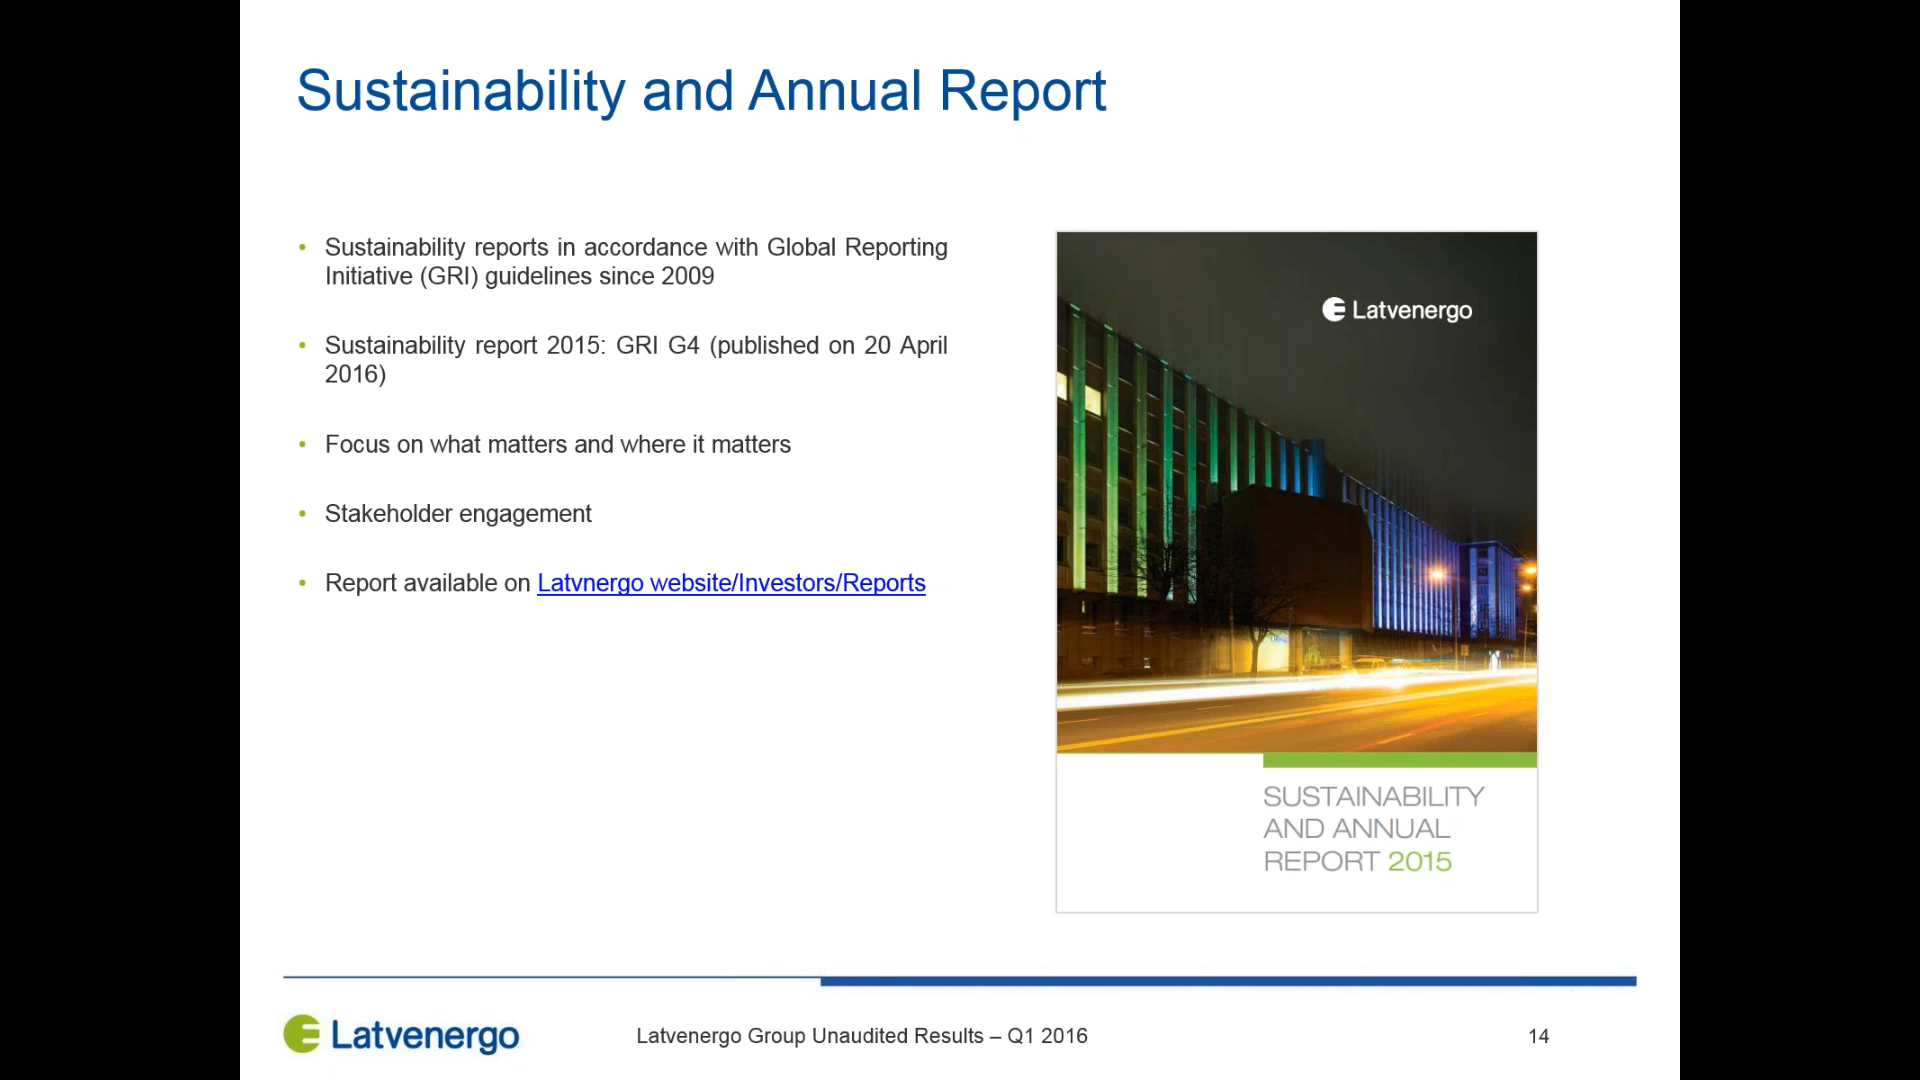 Sustainability and Annual Report
• Sustainability reports in accordance with Global Reporting
Initiative (GRI) guidelines since 2009
• Sustainability report 2015: GRI G4 (published on 20 April
2016)
• Focus on what matters and where it matters
• Stakeholder engagement
• Report available on Latvnergo website/Investors/Reports
Latvenergo
SUSTAINABILITY
AND ANNUAL
REPORT 2015
Latvenergo
Latvenergo Group Unaudited Results – Q1 2016
14